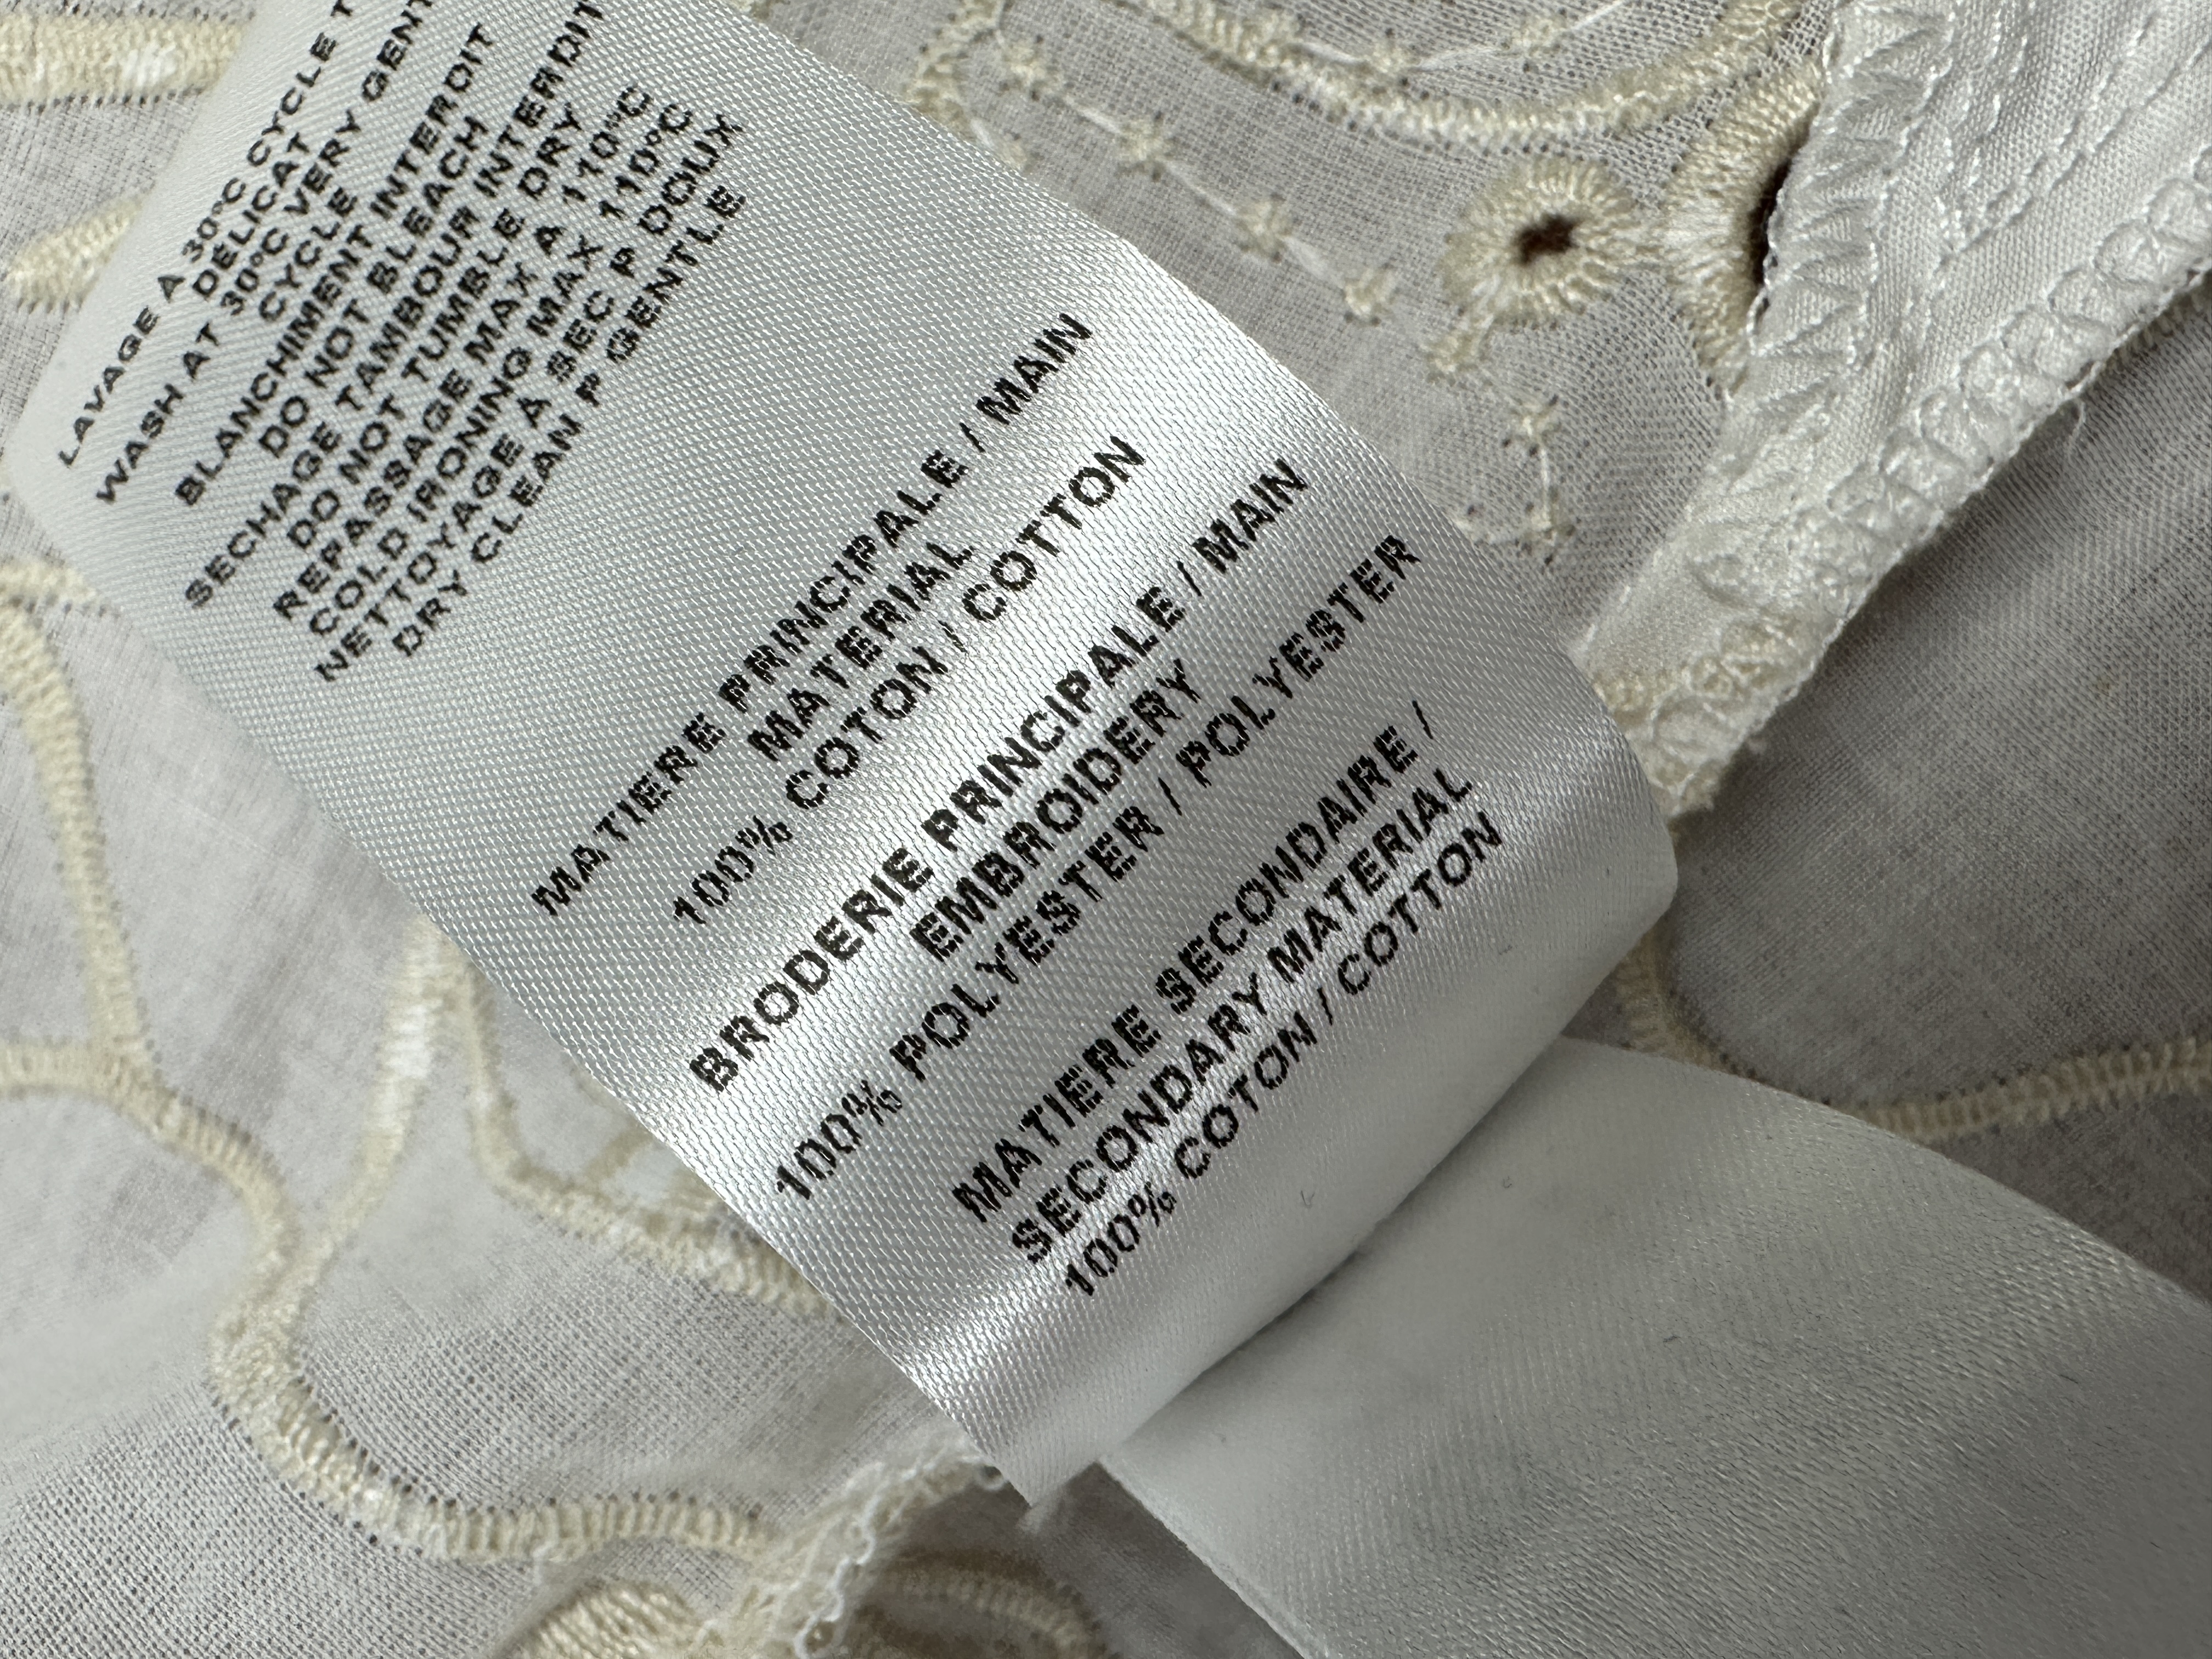 LAVAGE A 30°C CYCLE
DELICAT
WASH AT 30°C VERY
CYCLE
BLANCHIMENT INTERDIT
DO NOT BLEACH
SECHAGE TAMBOUR INTERDIT
DO NOT TUMBLE DRY
REPASSAGE MAX A 110°C
COLD IRONING MAX 110°C
NETTOYAGE A SEC P DOUX
DRY CLEAN P GENTLE
MATIERE PRINCIPALE / MAIN
MATERIAL
100% COTON / COTTON
BRODERIE PRINCIPALE / MAIN
EMBROIDERY
100% POLYESTER / POLYESTER
MATIERE SECONDAIRE /
SECONDARY MATERIAL
100% COTON / COTTON